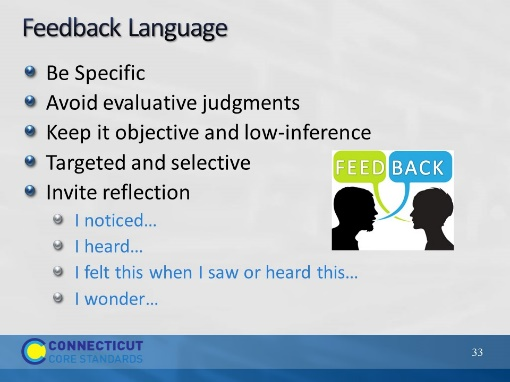 Feedback Language
Be Specific
Avoid evaluative judgments
Keep it objective and low-inference
Targeted and selective
Invite reflection
I noticed…
I heard…
I felt this when I saw or heard this…
I wonder…
FEED BACK
CONNECTICUT
CORE STANDARDS
33